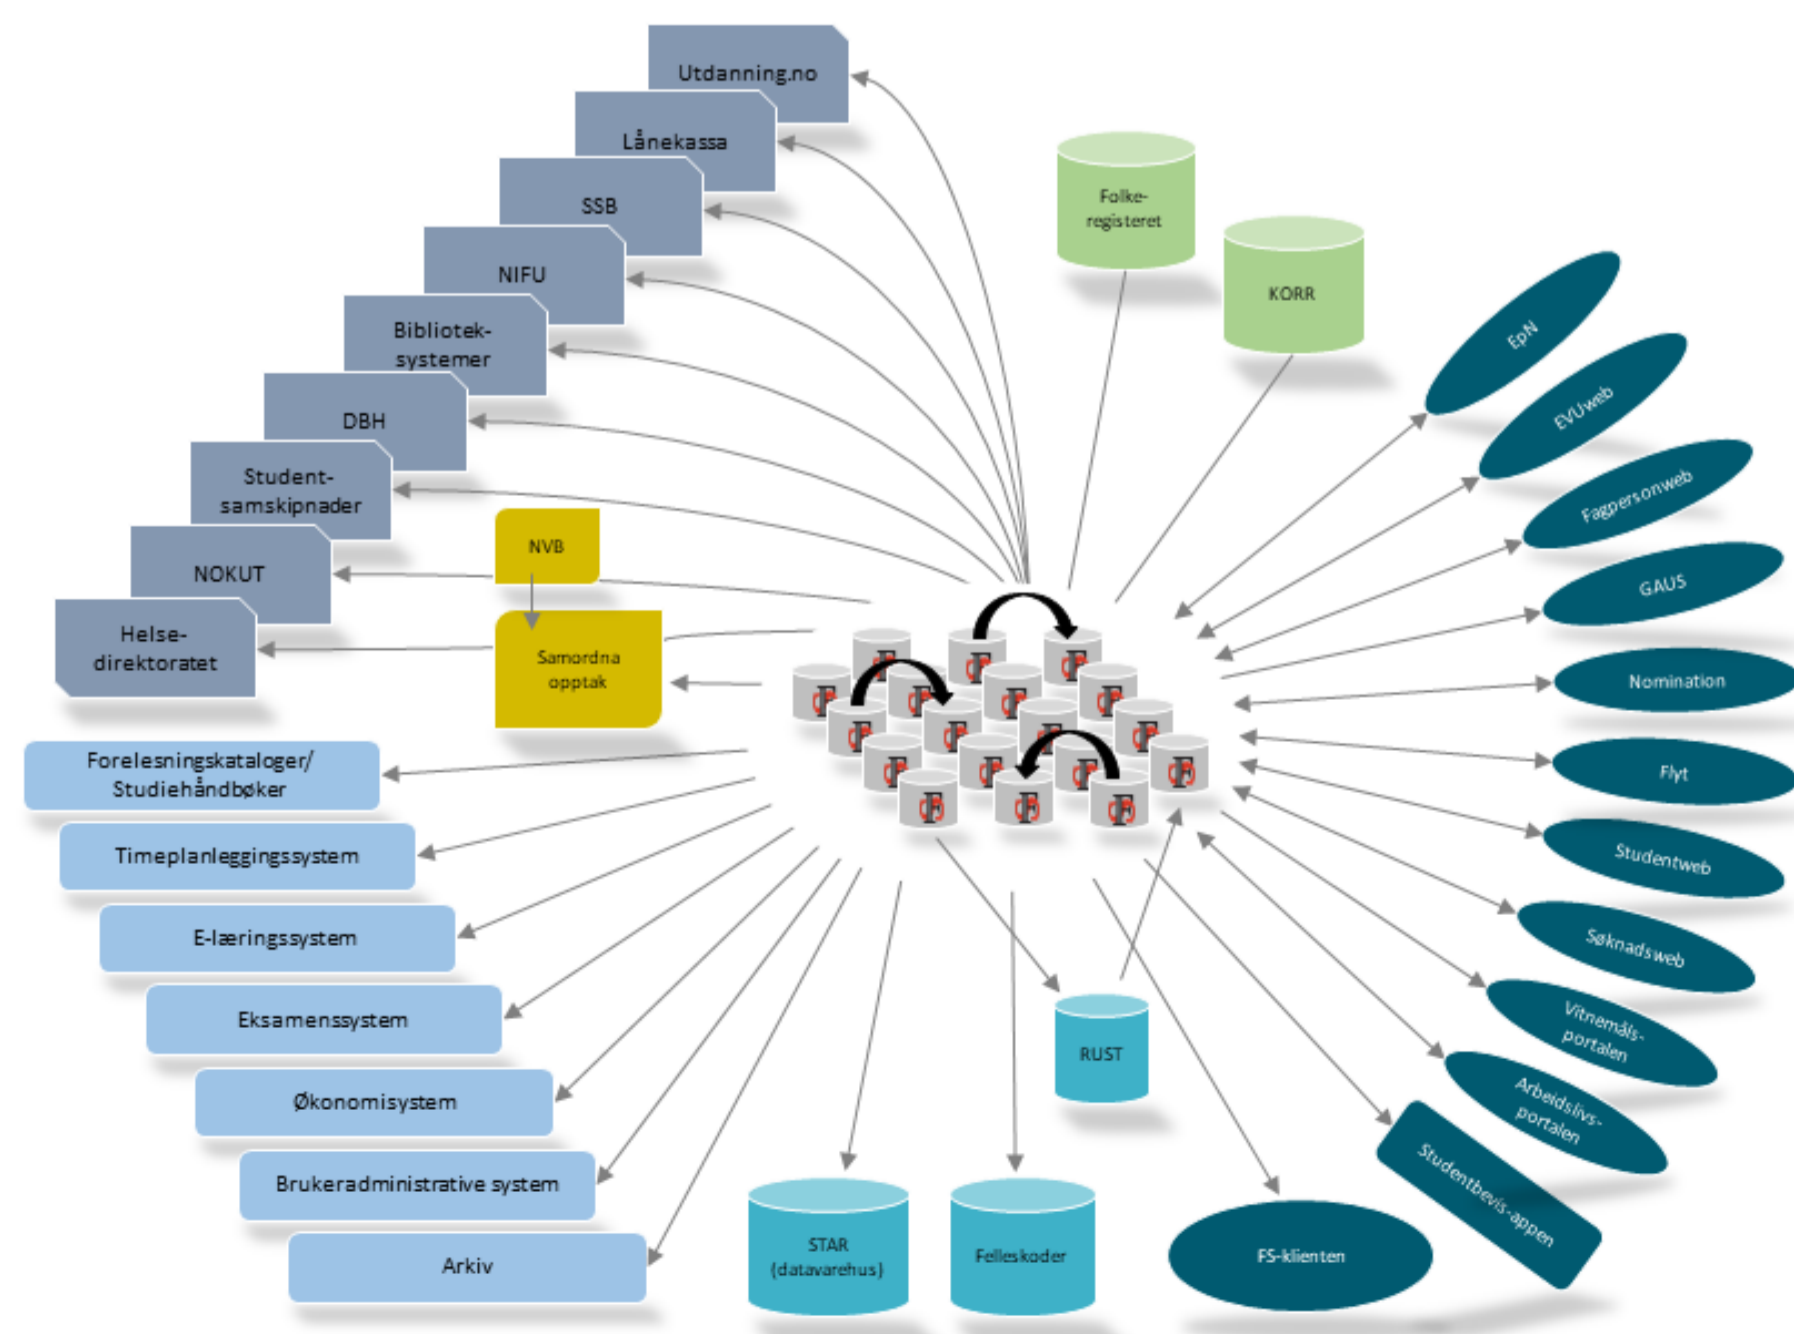 Utdanning.no
Lånekassa
SSB
NIFU
Bibliotek-
systemer
DBH
Student-
samskipnader
NOKUT
Helse-
direktoratet
NVB
Samordna
opptak
Folke-
registeret
KORR
EpN
EVUweb
Fagpersonweb
GAUS
Nomination
Flyt
Studentweb
Søknadsweb
Vitnemåls-
portalen
Arbeidslivs-
portalen
Studentbevis-appen
FS-klienten
RUST
Felleskoder
STAR
(datavarehus)
Forelesningskataloger/
Studiehåndbøker
Timeplanleggingssystem
E-læringssystem
Eksamenssystem
Økonomisystem
Brukeradministrative system
Arkiv